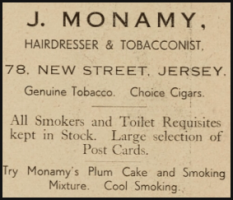 J. MONAMY,
HAIRDRESSER & TOBACCONIST,
78, NEW STREET, JERSEY.
Genuine Tobacco. Choice Cigars.
All Smokers and Toilet Requisites
kept in Stock. Large selection of
Post Cards.
Try Monamy's Plum Cake and Smoking
Mixture. Cool Smoking.